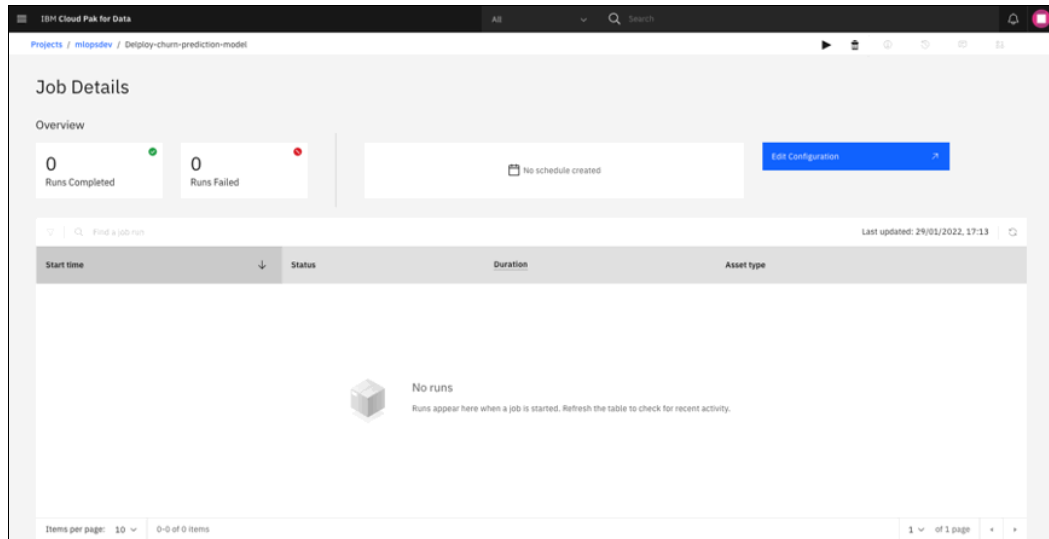 IBM Cloud Pak for Data
All
Search
Projects / mlopsdev / Delploy-churn-prediction-model
Job Details
Overview
0
Runs Completed
0
Runs Failed
No schedule created
Edit Configuration
Find a job run
Last updated: 29/01/2022, 17:13
Start time
Status
Duration
Asset type
No runs
Runs appear here when a job is started. Refresh the table to check for recent activity.
Items per page: 10
0-0 of 0 items
1 of 1 page